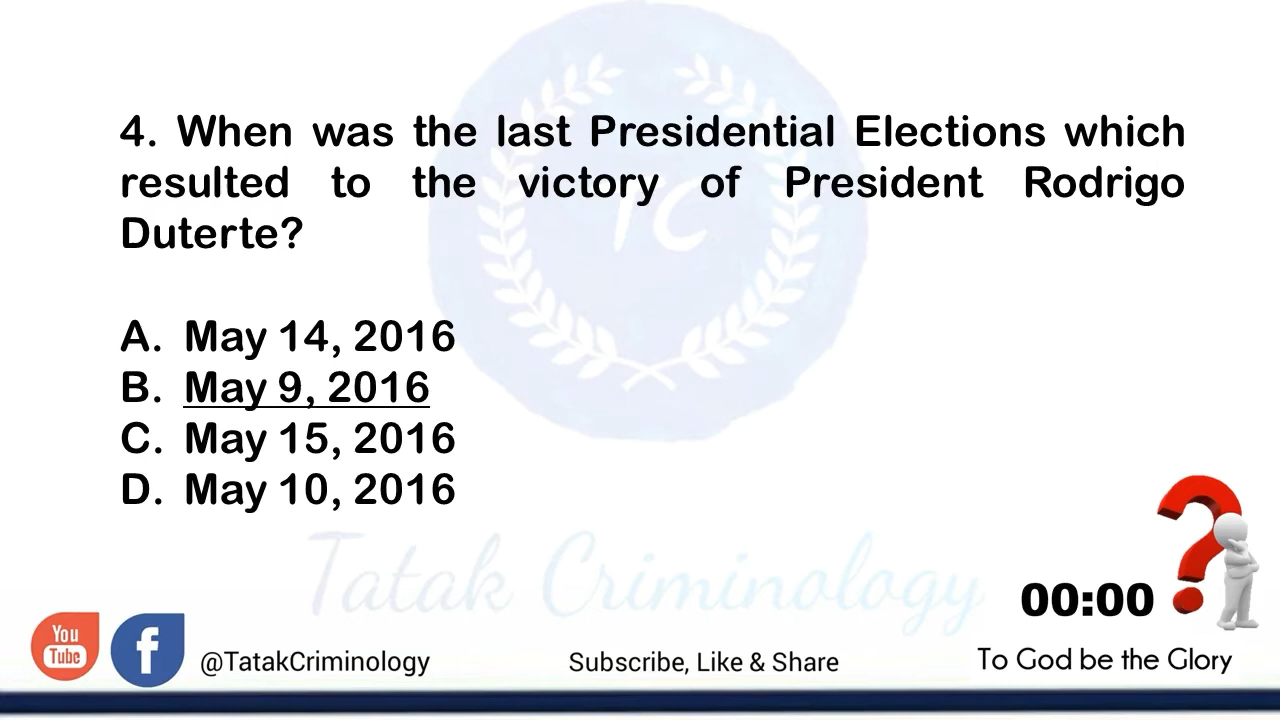 4. When was the last Presidential Elections which
resulted to the victory of President Rodrigo
Duterte?
A. May 14, 2016
B. May 9, 2016
C. May 15, 2016
D. May 10, 2016
TC
Tatak Criminology
00:00
You
Tube
f
@TatakCriminology
Subscribe, Like & Share
To God be the Glory